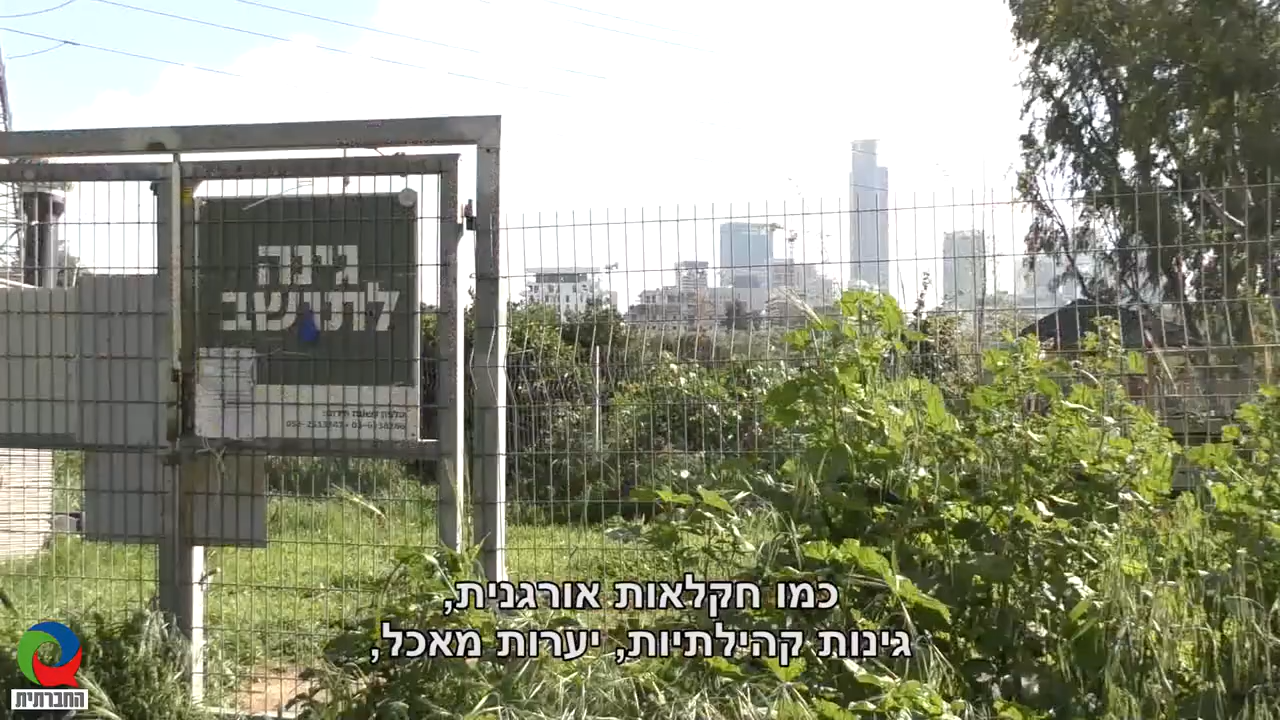 גינה
לתושב
כמו חקלאות אורגנית,
גינות קהילתיות, יערות מאכל,
החברתית